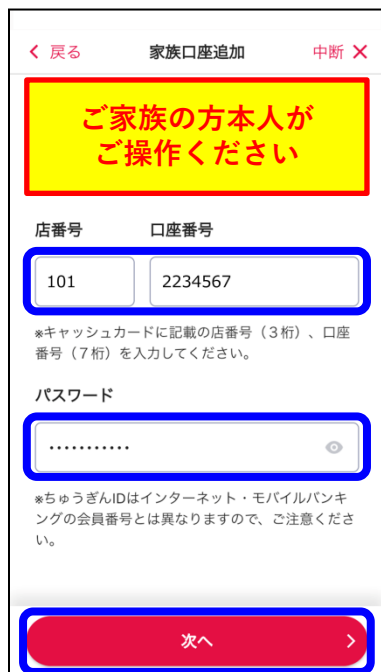 戻る 家族口座追加 中断 ×
ご家族の方本人が
ご操作ください
店番号 口座番号
101 2234567
※キャッシュカードに記載の店番号（３桁）、口座
番号（７桁）を入力してください。
パスワード
･･･････････
※ちゅうぎんIDはインターネット・モバイルバンキ
ングの会員番号とは異なりますので、ご注意くださ
い。
次へ